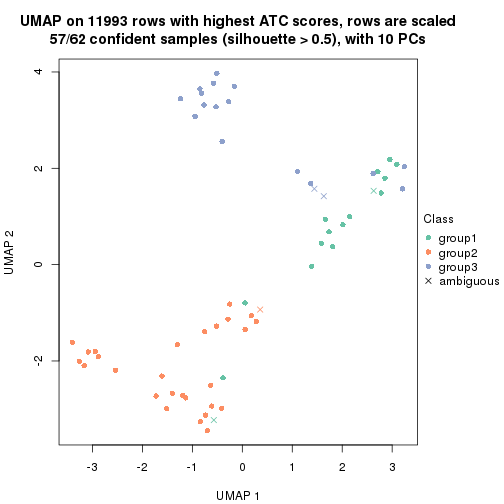 UMAP on 11993 rows with highest ATC scores, rows are scaled
57/62 confident samples (silhouette > 0.5), with 10 PCs
4
2
0
-2
UMAP 2
-3
-2
-1
0
1
2
3
UMAP 1
Class
group1
group2
group3
ambiguous